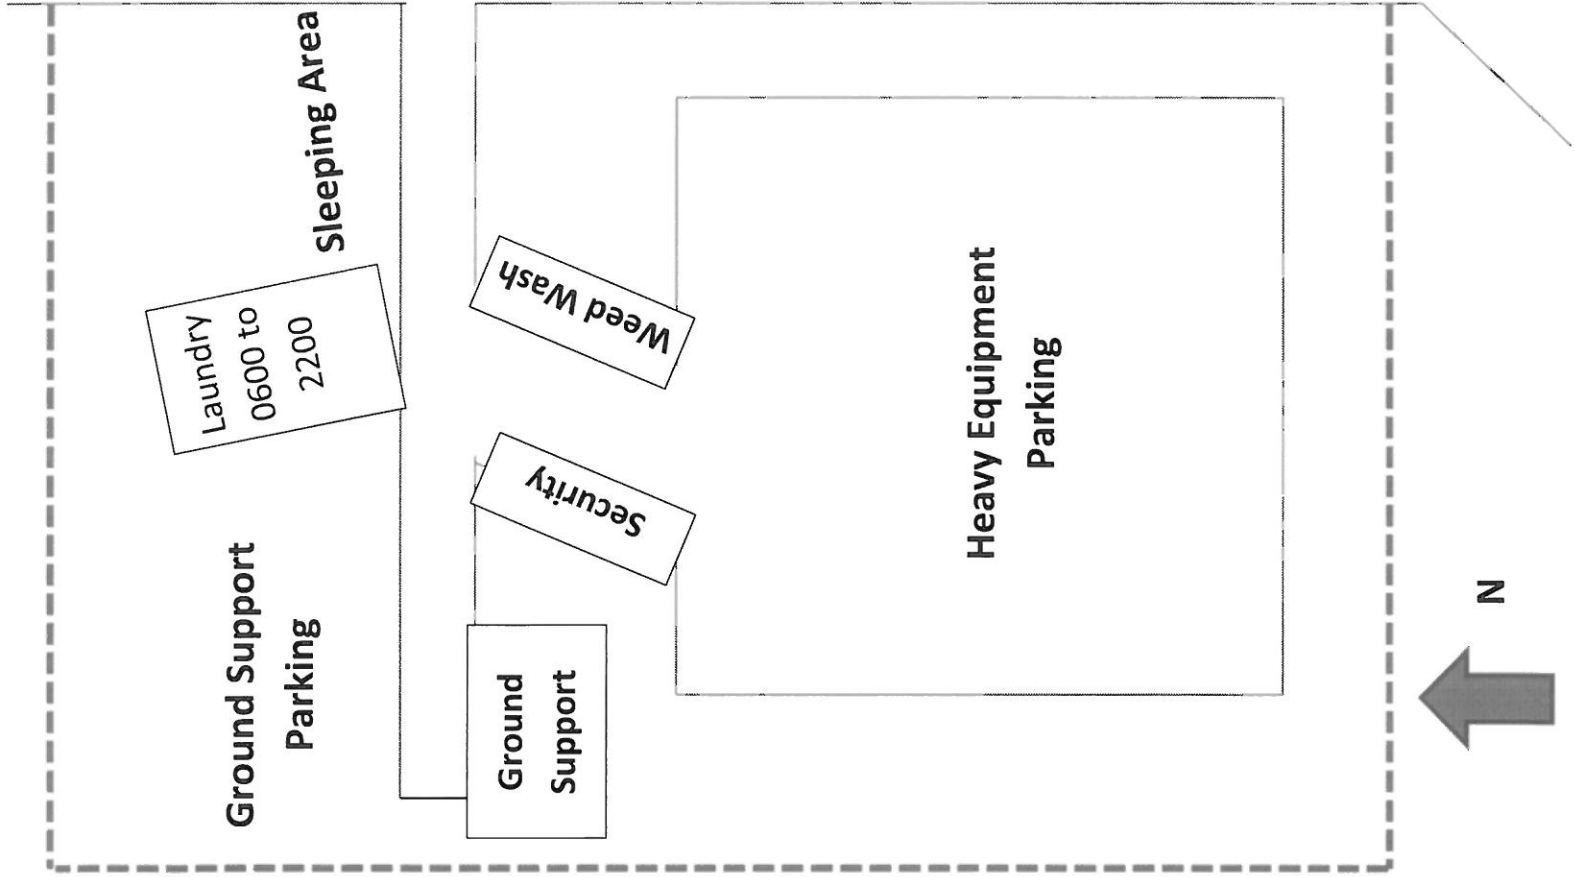 Sleeping Area
Laundry
0600 to
2200
Ground Support
Parking
Weed Wash
Security
Ground
Support
Heavy Equipment
Parking
N